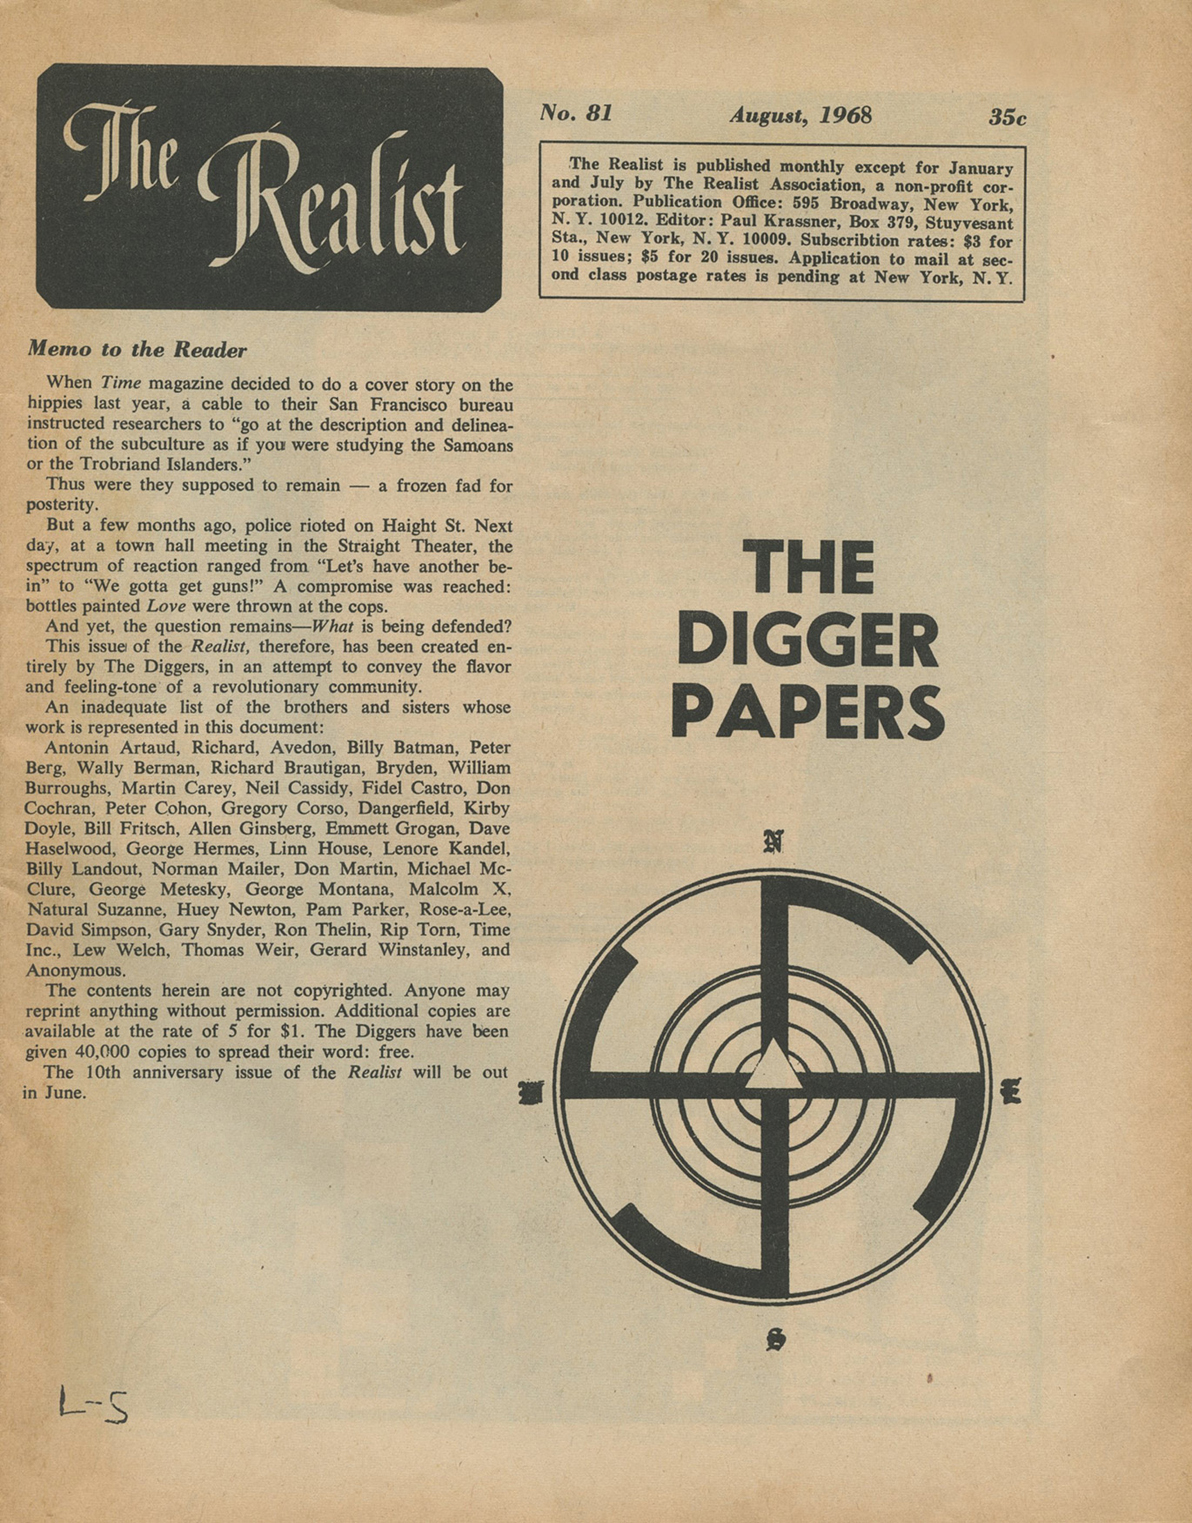 The Realist
No. 81 August, 1968 35c
The Realist is published monthly except for January
and July by The Realist Association, a non-profit cor-
poration. Publication Office: 595 Broadway, New York,
N. Y. 10012. Editor: Paul Krassner, Box 379, Stuyvesant
Sta., New York, N. Y. 10009. Subscribtion rates: $3 for
10 issues; $5 for 20 issues. Application to mail at sec-
ond class postage rates is pending at New York, N. Y.
Memo to the Reader
When Time magazine decided to do a cover story on the
hippies last year, a cable to their San Francisco bureau
instructed researchers to “go at the description and delinea-
tion of the subculture as if you were studying the Samoans
or the Trobriand Islanders.”
Thus were they supposed to remain — a frozen fad for
posterity.
But a few months ago, police rioted on Haight St. Next
day, at a town hall meeting in the Straight Theater, the
spectrum of reaction ranged from “Let’s have another be-
in” to “We gotta get guns!” A compromise was reached:
bottles painted Love were thrown at the cops.
And yet, the question remains—What is being defended?
This issue of the Realist, therefore, has been created en-
tirely by The Diggers, in an attempt to convey the flavor
and feeling-tone of a revolutionary community.
An inadequate list of the brothers and sisters whose
work is represented in this document:
Antonin Artaud, Richard, Avedon, Billy Batman, Peter
Berg, Wally Berman, Richard Brautigan, Bryden, William
Burroughs, Martin Carey, Neil Cassidy, Fidel Castro, Don
Cochran, Peter Cohon, Gregory Corso, Dangerfield, Kirby
Doyle, Bill Fritsch, Allen Ginsberg, Emmett Grogan, Dave
Haselwood, George Hermes, Linn House, Lenore Kandel,
Billy Landout, Norman Mailer, Don Martin, Michael Mc-
Clure, George Metesky, George Montana, Malcolm X,
Natural Suzanne, Huey Newton, Pam Parker, Rose-a-Lee,
David Simpson, Gary Snyder, Ron Thelin, Rip Torn, Time
Inc., Lew Welch, Thomas Weir, Gerard Winstanley, and
Anonymous.
The contents herein are not copyrighted. Anyone may
reprint anything without permission. Additional copies are
available at the rate of 5 for $1. The Diggers have been
given 40,000 copies to spread their word: free.
The 10th anniversary issue of the Realist will be out
in June.
THE
DIGGER
PAPERS
N
W E
S
L-5